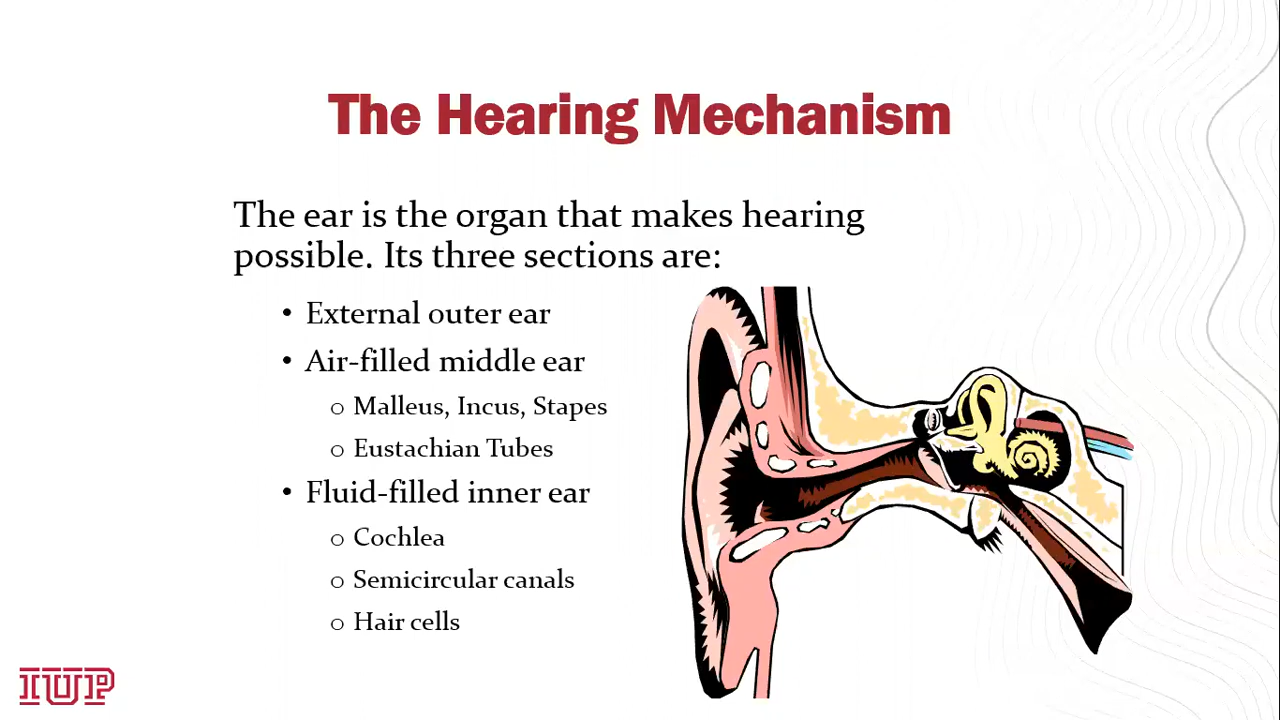 The Hearing Mechanism
The ear is the organ that makes hearing
possible. Its three sections are:
• External outer ear
• Air-filled middle ear
o Malleus, Incus, Stapes
o Eustachian Tubes
• Fluid-filled inner ear
o Cochlea
o Semicircular canals
o Hair cells
IUP